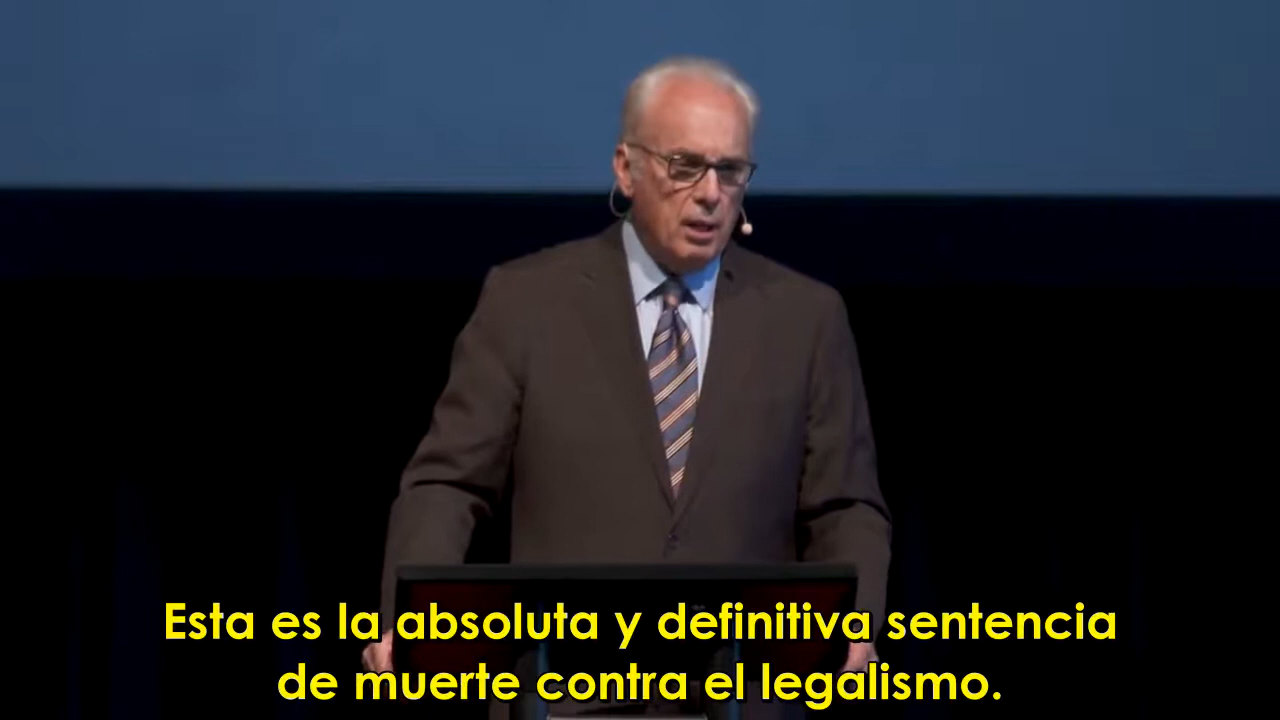 Esta es la absoluta y definitiva sentencia
de muerte contra el legalismo.